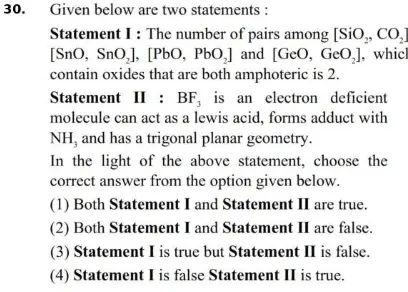 30. Given below are two statements :
Statement I : The number of pairs among [SiO₂, CO₂]
[SnO, SnO₂], [PbO, PbO₂] and [GeO, GeO₂], whicl
contain oxides that are both amphoteric is 2.
Statement II : BF₃ is an electron deficient
molecule can act as a lewis acid, forms adduct with
NH₃ and has a trigonal planar geometry.
In the light of the above statement, choose the
correct answer from the option given below.
(1) Both Statement I and Statement II are true.
(2) Both Statement I and Statement II are false.
(3) Statement I is true but Statement II is false.
(4) Statement I is false Statement II is true.